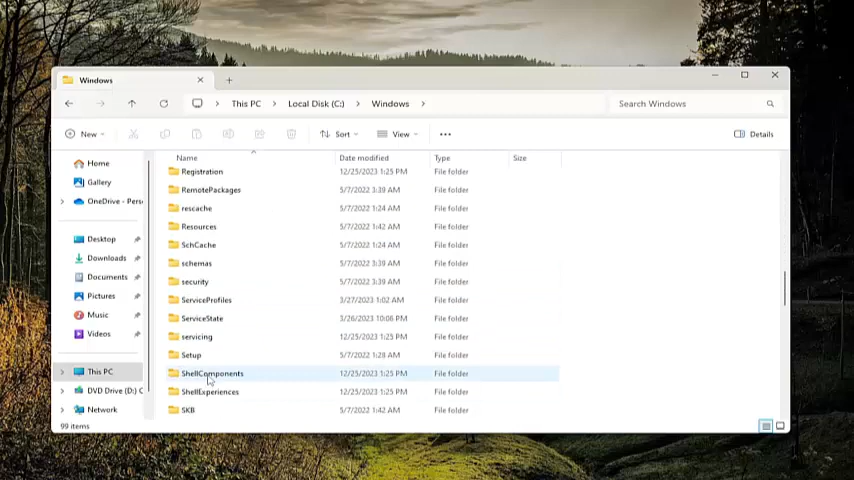 Windows
This PC > Local Disk (C:) > Windows >
Search Windows
New
Sort
View
Details
Name Date modified Type Size
Home
Gallery
OneDrive - Pers
Desktop
Downloads
Documents
Pictures
Music
Videos
This PC
DVD Drive (D:) C
Network
Registration 12/25/2023 1:25 PM File folder
RemotePackages 5/7/2022 3:39 AM File folder
rescache 5/7/2022 1:24 AM File folder
Resources 5/7/2022 1:42 AM File folder
SchCache 5/7/2022 1:24 AM File folder
schemas 5/7/2022 3:39 AM File folder
security 5/7/2022 1:42 AM File folder
ServiceProfiles 3/27/2023 1:02 AM File folder
ServiceState 3/26/2023 10:06 PM File folder
servicing 12/25/2023 1:25 PM File folder
Setup 5/7/2022 1:28 AM File folder
ShellComponents 12/25/2023 1:25 PM File folder
ShellExperiences 12/25/2023 1:25 PM File folder
SKB 5/7/2022 1:42 AM File folder
99 items